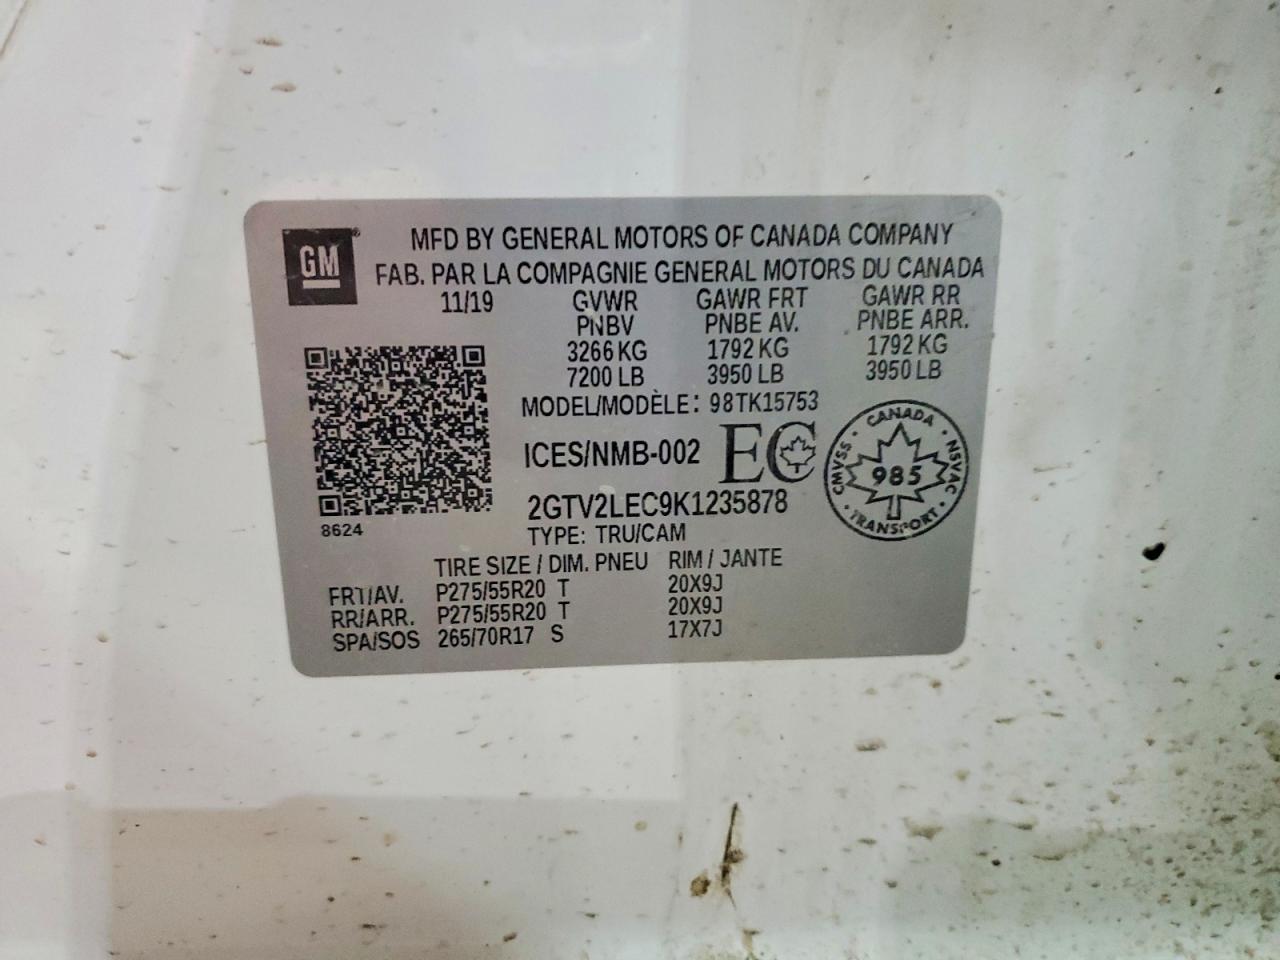 GM
MFD BY GENERAL MOTORS OF CANADA COMPANY
FAB. PAR LA COMPAGNIE GENERAL MOTORS DU CANADA
11/19 GVWR GAWR FRT GAWR RR
PNBV PNBE AV. PNBE ARR.
3266 KG 1792 KG 1792 KG
7200 LB 3950 LB 3950 LB
MODEL/MODÈLE: 98TK15753
ICES/NMB-002 EC
CANADA
CMVSS 985 NSVAC
TRANSPORT
2GTV2LEC9K1235878
8624
TYPE: TRU/CAM
TIRE SIZE / DIM. PNEU RIM / JANTE
FRT/AV. P275/55R20 T 20X9J
RR/ARR. P275/55R20 T 20X9J
SPA/SOS 265/70R17 S 17X7J